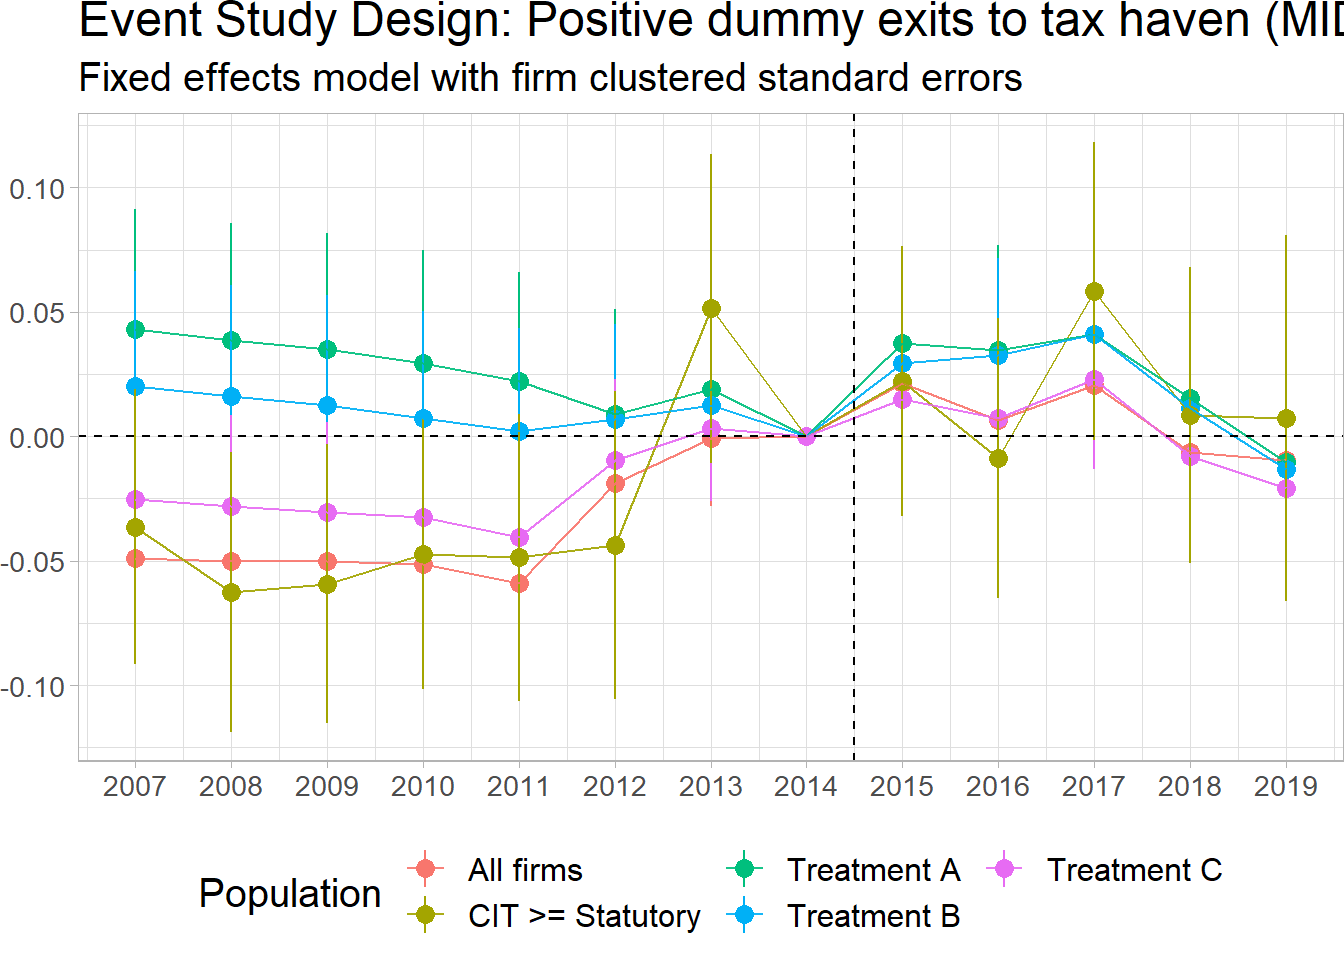 Event Study Design: Positive dummy exits to tax haven
Fixed effects model with firm clustered standard errors
0.10
0.05
0.00
-0.05
-0.10
2007 2008 2009 2010 2011 2012 2013 2014 2015 2016 2017 2018 2019
Population
All firms
Treatment A
Treatment C
CIT >= Statutory
Treatment B